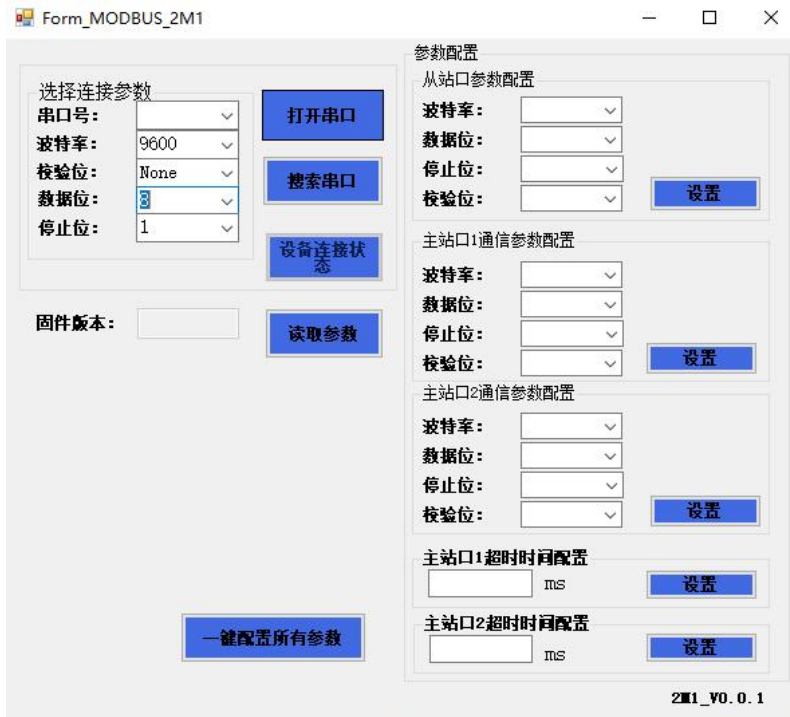 Form_MODBUS_2M1
选择连接参数
串口号：
打开串口
波特率：
9600
校验位：
None
搜索串口
数据位：
8
停止位：
1
设备连接状
态
固件版本：
读取参数
一键配置所有参数
参数配置
从站口参数配置
波特率：
数据位：
停止位：
校验位：
设置
主站口1通信参数配置
波特率：
数据位：
停止位：
校验位：
设置
主站口2通信参数配置
波特率：
数据位：
停止位：
校验位：
设置
主站口1超时时间配置
ms
设置
主站口2超时时间配置
ms
设置
2M1_V0.0.1